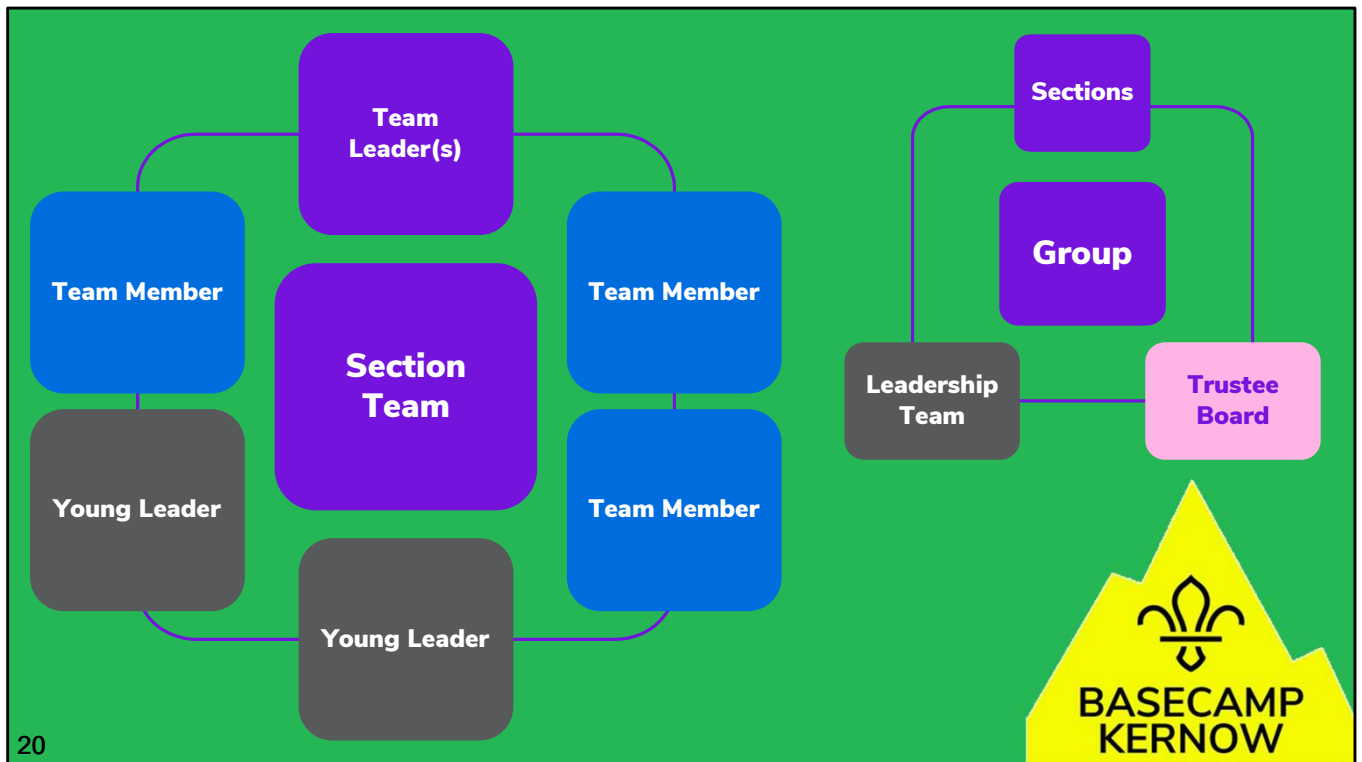 Team
Leader(s)
Team Member
Team Member
Section
Team
Young Leader
Team Member
Young Leader
Sections
Group
Leadership
Team
Trustee
Board
BASECAMP
KERNOW
20